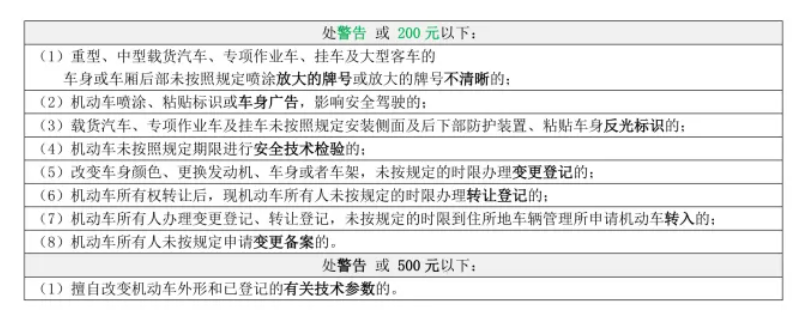 处警告 或 200 元以下：
（1）重型、中型载货汽车、专项作业车、挂车及大型客车的
车身或车厢后部未按照规定喷涂放大的牌号或放大的牌号不清晰的；
（2）机动车喷涂、粘贴标识或车身广告，影响安全驾驶的；
（3）载货汽车、专项作业车及挂车未按照规定安装侧面及后下部防护装置、粘贴车身反光标识的；
（4）机动车未按照规定期限进行安全技术检验的；
（5）改变车身颜色、更换发动机、车身或者车架，未按规定的时限办理变更登记的；
（6）机动车所有权转让后，现机动车所有人未按规定的时限办理转让登记的；
（7）机动车所有人办理变更登记、转让登记，未按规定的时限到住所地车辆管理所申请机动车转入的；
（8）机动车所有人未按规定申请变更备案的。
处警告 或 500 元以下：
（1）擅自改变机动车外形和已登记的有关技术参数的。